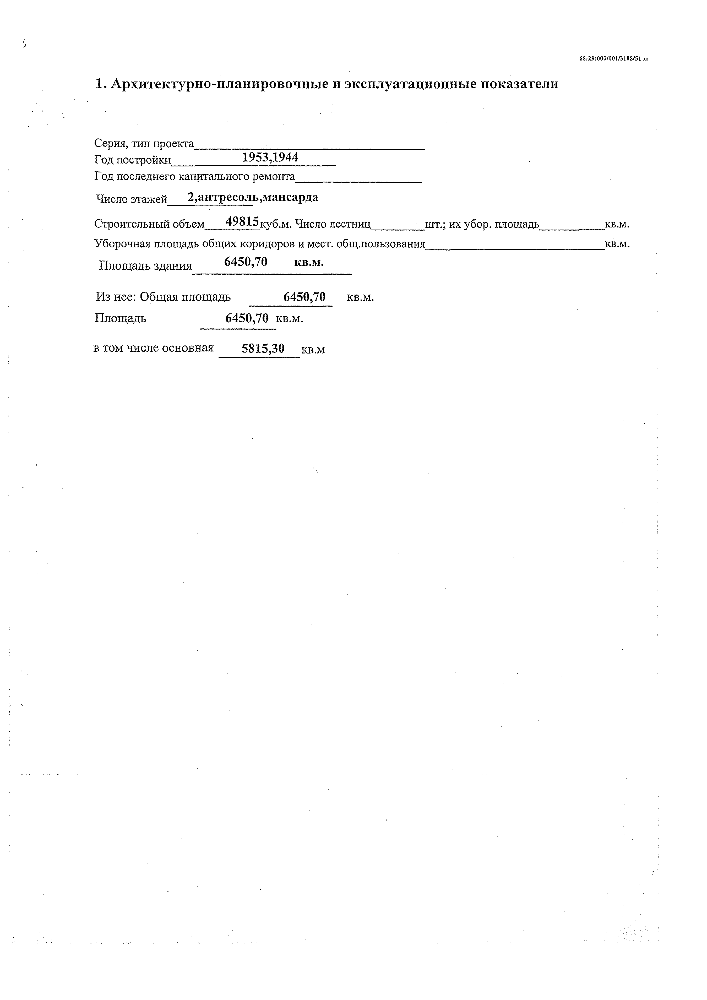 68:29:000/001/3188/51 лı
1. Архитектурно-планировочные и эксплуатационные показатели
Серия, тип проекта
Год постройки 1953,1944
Год последнего капитального ремонта
Число этажей 2,антресоль,мансарда
Строительный объем 49815 куб.м. Число лестниц шт.; их убор. площадь кв.м.
Уборочная площадь общих коридоров и мест. общ.пользования кв.м.
Площадь здания 6450,70 кв.м.
Из нее: Общая площадь 6450,70 кв.м.
Площадь 6450,70 кв.м.
в том числе основная 5815,30 кв.м